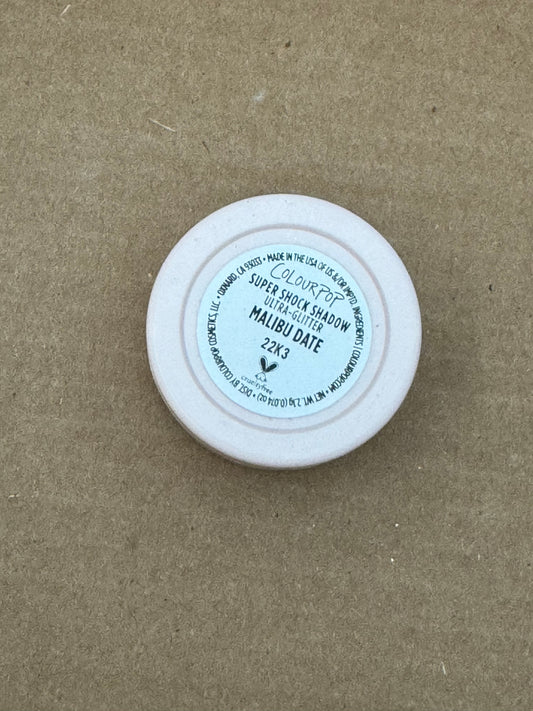 COLOURPOP
SUPER SHOCK SHADOW
ULTRA-GLITTER
MALIBU DATE
22K3
crueltyfree
• MADE IN THE USA OF US &/OR IMPTD. INGREDIENTS | COLOURPOP.COM • NET WT. 2.1g (0.074 OZ) • DIST. BY COLOURPOP COSMETICS, LLC. • OXNARD, CA 93033